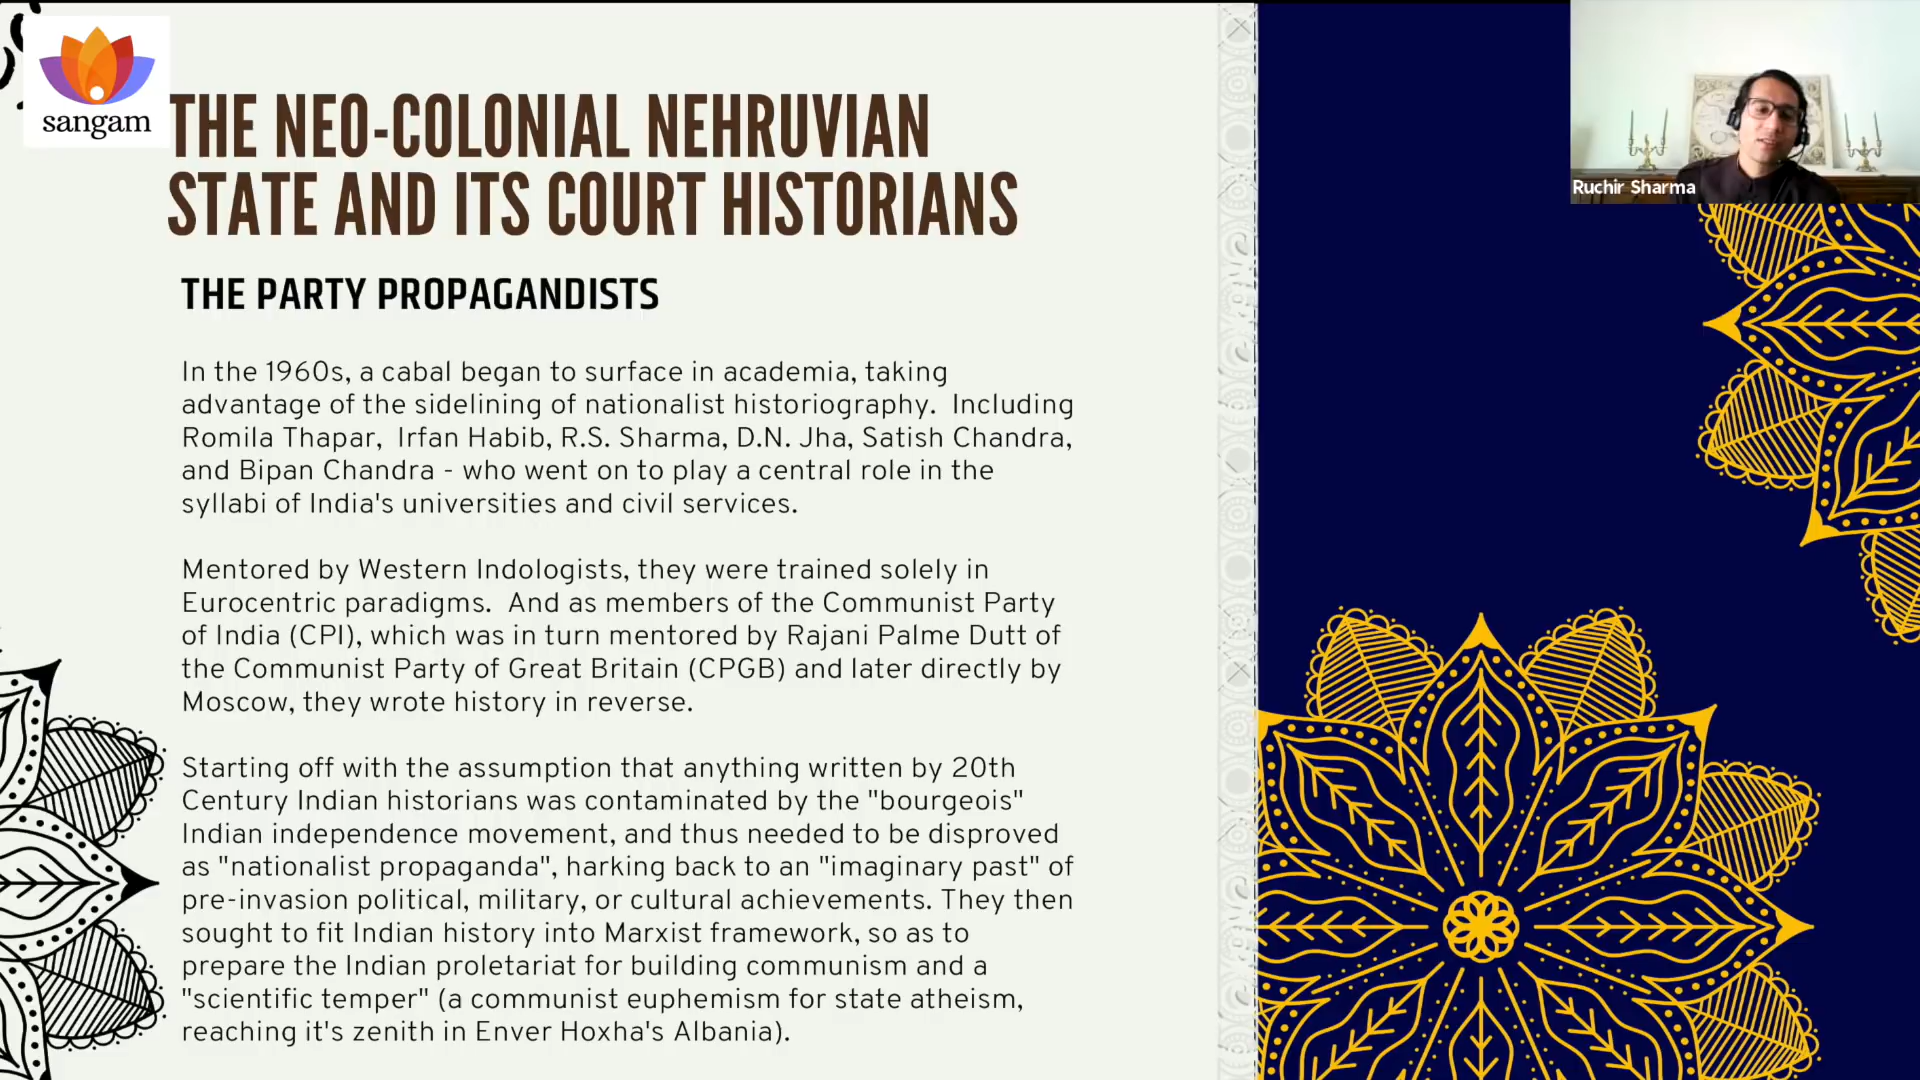 sangam
THE NEO-COLONIAL NEHRUVIAN
STATE AND ITS COURT HISTORIANS
Ruchir Sharma
THE PARTY PROPAGANDISTS
In the 1960s, a cabal began to surface in academia, taking
advantage of the sidelining of nationalist historiography.  Including
Romila Thapar,  Irfan Habib, R.S. Sharma, D.N. Jha, Satish Chandra,
and Bipan Chandra - who went on to play a central role in the
syllabi of India's universities and civil services.
Mentored by Western Indologists, they were trained solely in
Eurocentric paradigms.  And as members of the Communist Party
of India (CPI), which was in turn mentored by Rajani Palme Dutt of
the Communist Party of Great Britain (CPGB) and later directly by
Moscow, they wrote history in reverse.
Starting off with the assumption that anything written by 20th
Century Indian historians was contaminated by the "bourgeois"
Indian independence movement, and thus needed to be disproved
as "nationalist propaganda", harking back to an "imaginary past" of
pre-invasion political, military, or cultural achievements. They then
sought to fit Indian history into Marxist framework, so as to
prepare the Indian proletariat for building communism and a
"scientific temper" (a communist euphemism for state atheism,
reaching it's zenith in Enver Hoxha's Albania).